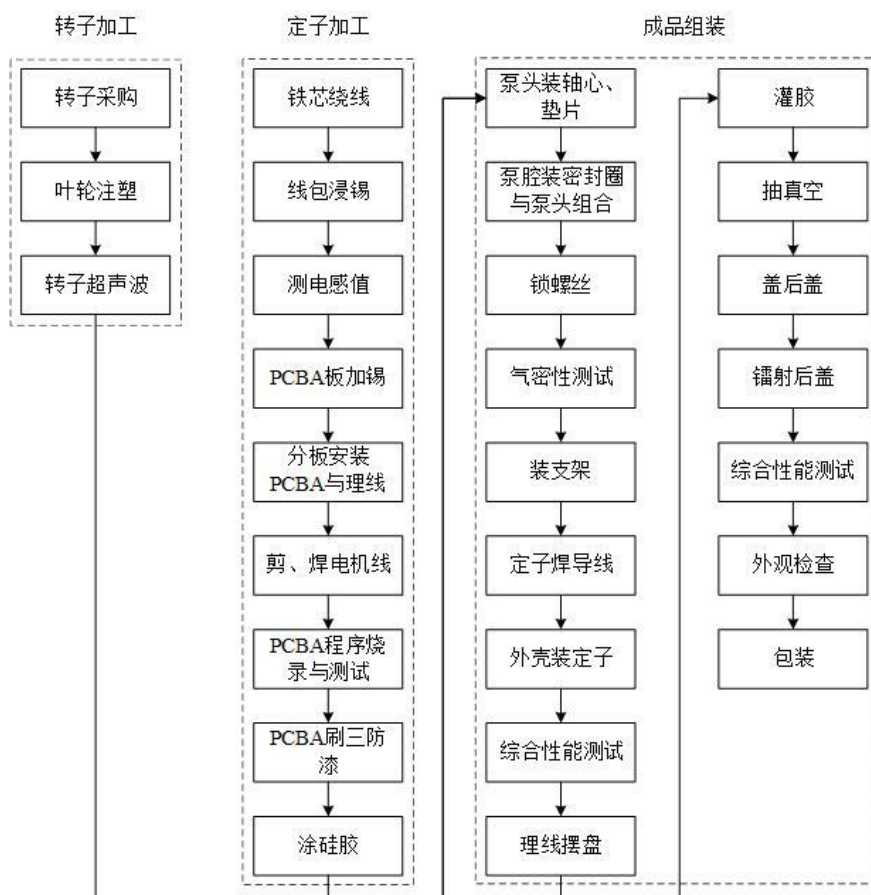 转子加工
转子采购
叶轮注塑
转子超声波
定子加工
铁芯绕线
线包浸锡
测电感值
PCBA板加锡
分板安装
PCBA与理线
剪、焊电机线
PCBA程序烧
录与测试
PCBA刷三防
漆
涂硅胶
成品组装
泵头装轴心、
垫片
泵腔装密封圈
与泵头组合
锁螺丝
气密性测试
装支架
定子焊导线
外壳装定子
综合性能测试
理线摆盘
灌胶
抽真空
盖后盖
镭射后盖
综合性能测试
外观检查
包装